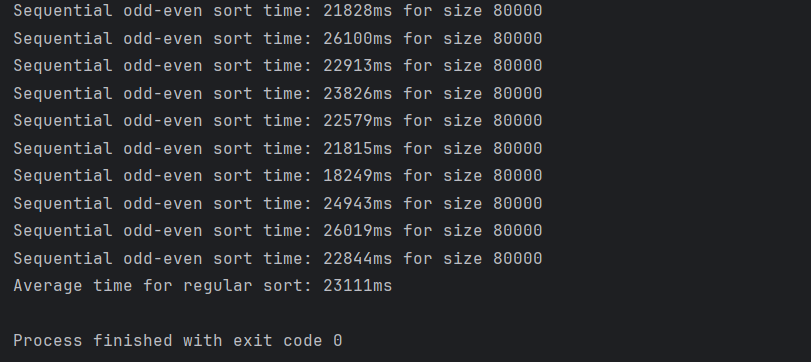 Sequential odd-even sort time: 21828ms for size 80000
Sequential odd-even sort time: 26100ms for size 80000
Sequential odd-even sort time: 22913ms for size 80000
Sequential odd-even sort time: 23826ms for size 80000
Sequential odd-even sort time: 22579ms for size 80000
Sequential odd-even sort time: 21815ms for size 80000
Sequential odd-even sort time: 18249ms for size 80000
Sequential odd-even sort time: 24943ms for size 80000
Sequential odd-even sort time: 26019ms for size 80000
Sequential odd-even sort time: 22844ms for size 80000
Average time for regular sort: 23111ms
Process finished with exit code 0